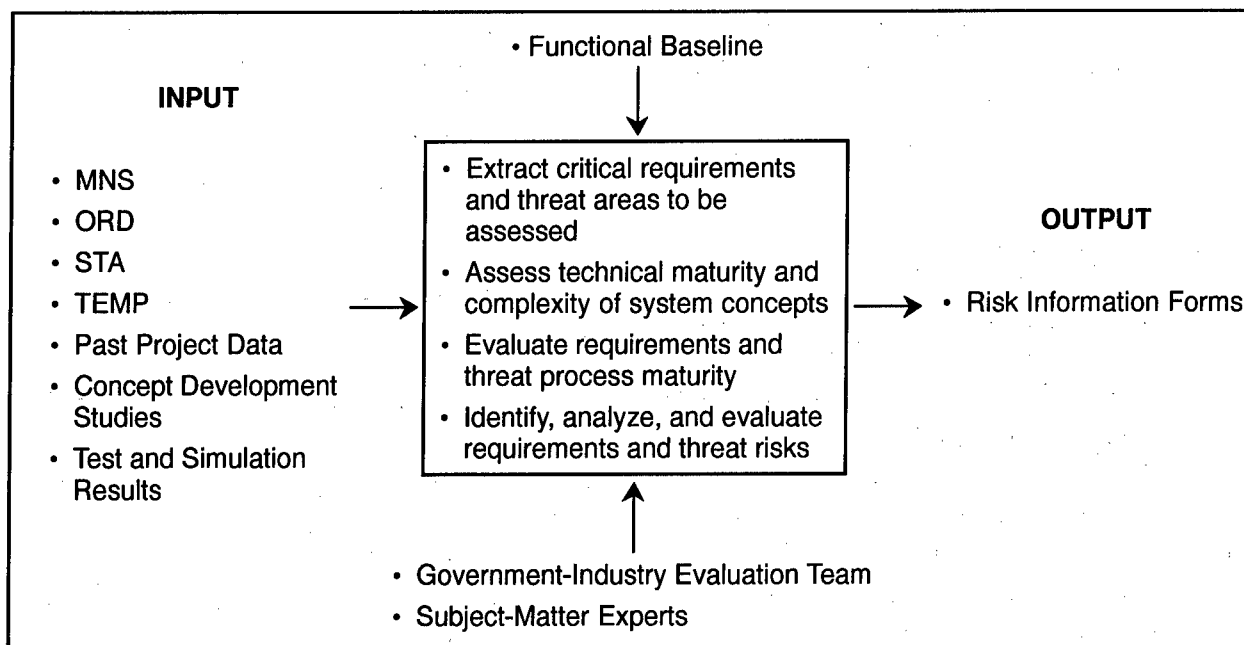 • Functional Baseline
INPUT
• MNS
• ORD
• STA
• TEMP
• Past Project Data
• Concept Development
Studies
• Test and Simulation
Results
• Extract critical requirements
and threat areas to be
assessed
• Assess technical maturity and
complexity of system concepts
• Evaluate requirements and
threat process maturity
• Identify, analyze, and evaluate
requirements and threat risks
OUTPUT
• Risk Information Forms
• Government-Industry Evaluation Team
• Subject-Matter Experts